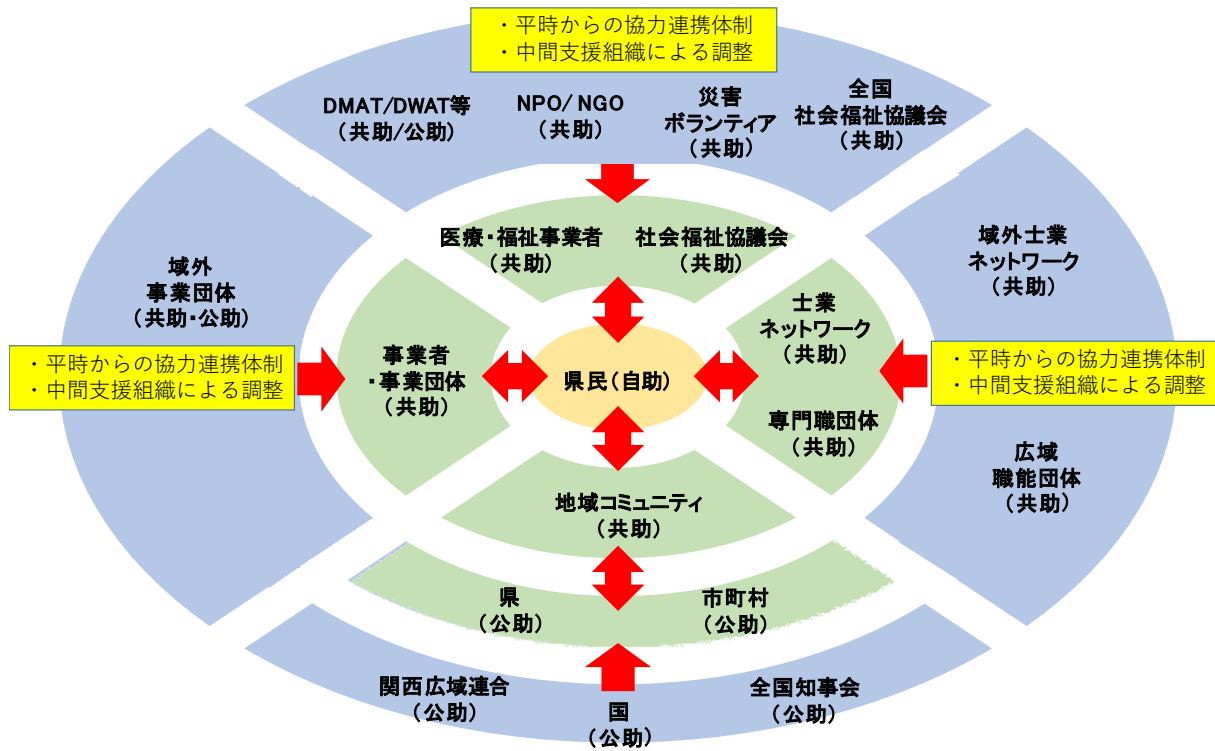 ・平時からの協力連携体制
・中間支援組織による調整
DMAT/DWAT等
（共助/公助）
NPO/ NGO
（共助）
災害
ボランティア
（共助）
全国
社会福祉協議会
（共助）
医療・福祉事業者
（共助）
社会福祉協議会
（共助）
域外
事業団体
（共助・公助）
・平時からの協力連携体制
・中間支援組織による調整
事業者
・事業団体
（共助）
県民（自助）
士業
ネットワーク
（共助）
専門職団体
（共助）
域外士業
ネットワーク
（共助）
・平時からの協力連携体制
・中間支援組織による調整
広域
職能団体
（共助）
地域コミュニティ
（共助）
県
（公助）
市町村
（公助）
関西広域連合
（公助）
国
（公助）
全国知事会
（公助）